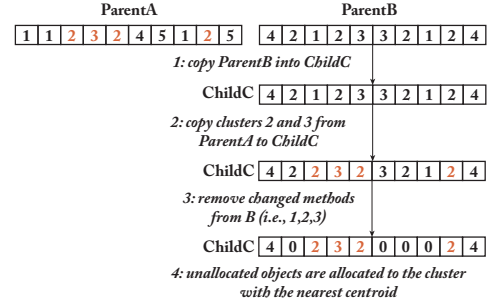 ParentA ParentB
1 1 2 3 2 4 5 1 2 5 4 2 1 2 3 3 2 1 2 4
1: copy ParentB into ChildC
ChildC 4 2 1 2 3 3 2 1 2 4
2: copy clusters 2 and 3 from
ParentA to ChildC
ChildC 4 2 2 3 2 3 2 1 2 4
3: remove changed methods
from B (i.e., 1,2,3)
ChildC 4 0 2 3 2 0 0 0 2 4
4: unallocated objects are allocated to the cluster
with the nearest centroid